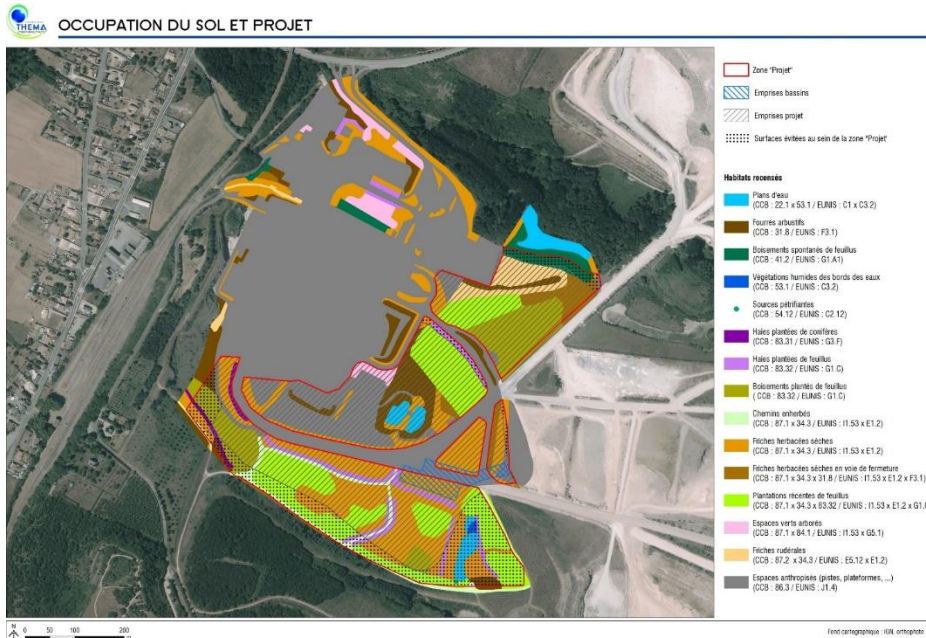 THEMA
OCCUPATION DU SOL ET PROJET
Zone "Projet"
Emprises bassins
Emprises projet
Surfaces évitées au sein de la zone "Projet"
Habitats recensés
Plans d'eau
(CCB : 22.1 x 53.1 / EUNIS : C1 x C3.2)
Fourrés arbustifs
(CCB : 31.8 / EUNIS : F3.1)
Boisements spontanés de feuillus
(CCB : 41.2 / EUNIS : G1.A1)
Végétations humides des bords des eaux
(CCB : 53.1 / EUNIS : C3.2)
Sources pétrifiantes
(CCB : 54.12 / EUNIS : C2.12)
Haies plantées de conifères
(CCB : 83.31 / EUNIS : G3.F)
Haies plantées de feuillus
(CCB : 83.32 / EUNIS : G1.C)
Boisements plantés de feuillus
( CCB : 83.32 / EUNIS : G1.C)
Chemins enherbés
(CCB : 87.1 x 34.3 / EUNIS : I1.53 x E1.2)
Friches herbacées sèches
(CCB : 87.1 x 34.3 / EUNIS : I1.53 x E1.2)
Friches herbacées sèches en voie de fermeture
(CCB : 87.1 x 34.3 x 31.8 / EUNIS : I1.53 x E1.2 x F3.1)
Plantations récentes de feuillus
(CCB : 87.1 x 34.3 x 83.32 / EUNIS : I1.53 x E1.2 x G1.
Espaces verts arborés
(CCB : 87.1 x 84.1 / EUNIS : I1.53 x G5.1)
Friches rudérales
(CCB : 87.2 x 34.3 / EUNIS : E5.12 x E1.2)
Espaces anthropisés (pistes, plateformes, ...)
(CCB : 86.3 / EUNIS : J1.4)
N 0 50 100 200
Fond cartographique : IGN, orthophoto